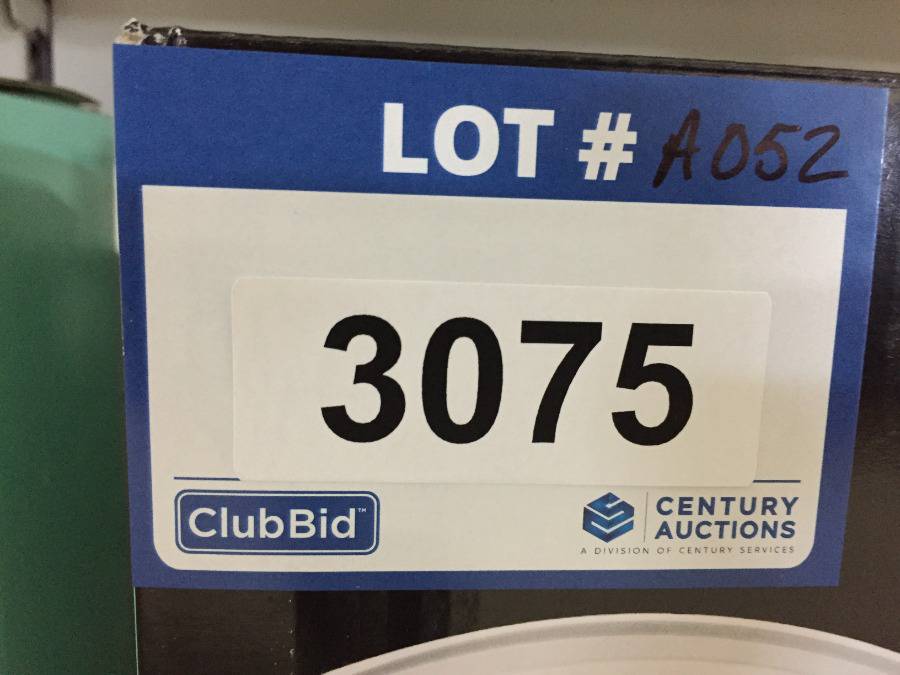 LOT # A052
3075
ClubBid™
CENTURY
AUCTIONS
A DIVISION OF CENTURY SERVICES